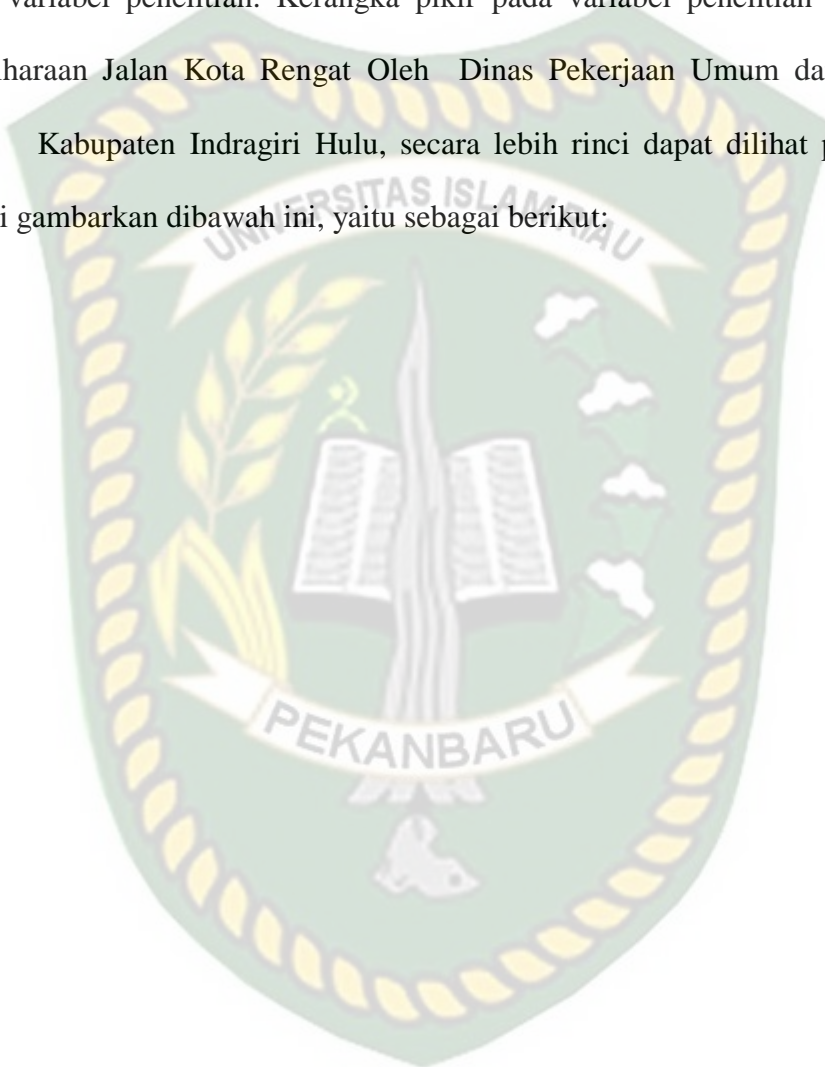 variabel penelitian. Kerangka pikir pada variabel penelitian
haraan Jalan Kota Rengat Oleh Dinas Pekerjaan Umum da
Kabupaten Indragiri Hulu, secara lebih rinci dapat dilihat p
i gambarkan dibawah ini, yaitu sebagai berikut:
UNIVERSITAS ISLAM RIAU
PEKANBARU